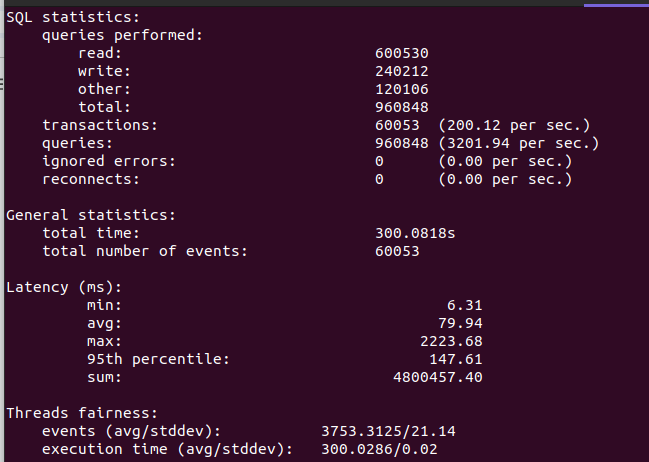 SQL statistics:
queries performed:
read: 600530
write: 240212
other: 120106
total: 960848
transactions: 60053 (200.12 per sec.)
queries: 960848 (3201.94 per sec.)
ignored errors: 0 (0.00 per sec.)
reconnects: 0 (0.00 per sec.)
General statistics:
total time: 300.0818s
total number of events: 60053
Latency (ms):
min: 6.31
avg: 79.94
max: 2223.68
95th percentile: 147.61
sum: 4800457.40
Threads fairness:
events (avg/stddev): 3753.3125/21.14
execution time (avg/stddev): 300.0286/0.02